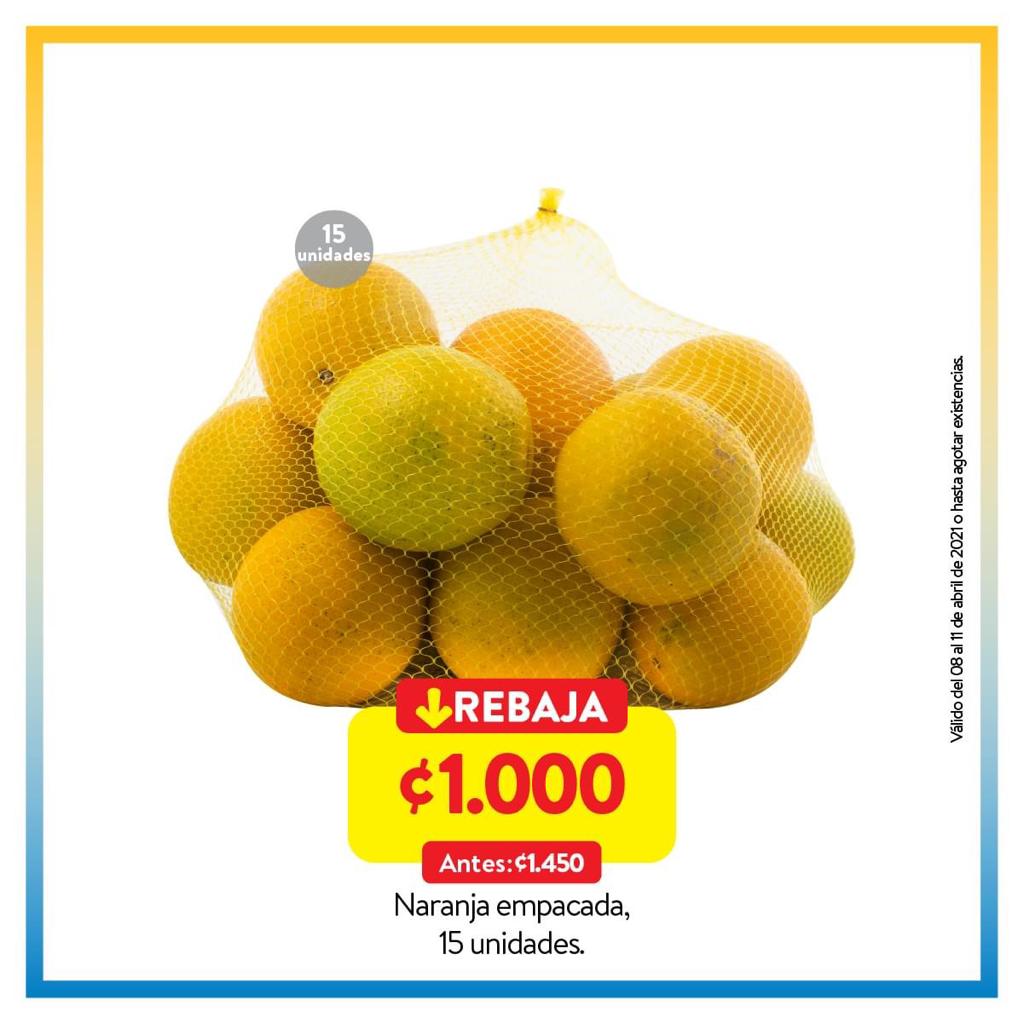 15
unidades
REBAJA
¢1.000
Antes: ¢1.450
Naranja empacada,
15 unidades.
Válido del 08 al 11 de abril de 2021 o hasta agotar existencias.